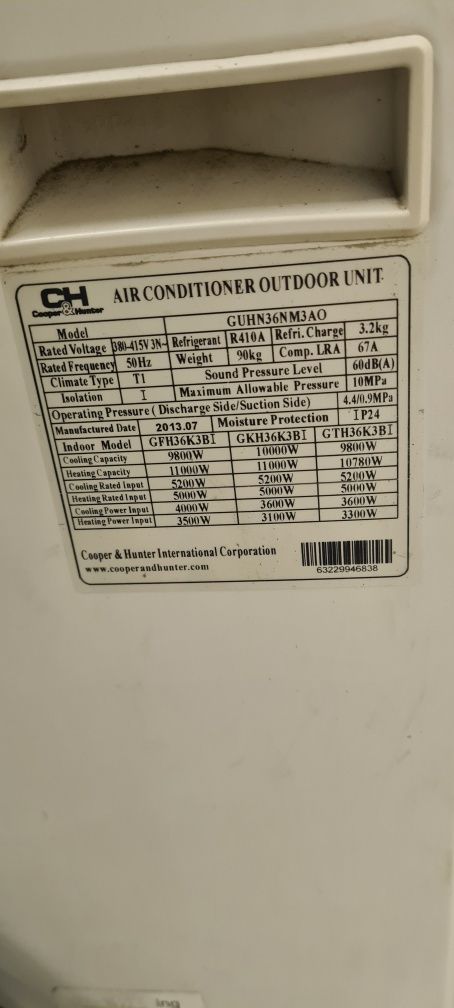 CH
Cooper&Hunter
AIR CONDITIONER OUTDOOR UNIT
Model GUHN36NM3AO
Rated Voltage 380-415V 3N~ Refrigerant R410A Refri. Charge 3.2kg
Rated Frequency 50Hz Weight 90kg Comp. LRA 67A
Climate Type T1 Sound Pressure Level 60dB(A)
Isolation I Maximum Allowable Pressure 10MPa
Operating Pressure (Discharge Side/Suction Side) 4.4/0.9MPa
Manufactured Date 2013.07 Moisture Protection IP24
Indoor Model GFH36K3BI GKH36K3BI GTH36K3BI
Cooling Capacity 9800W 10000W 9800W
Heating Capacity 11000W 11000W 10780W
Cooling Rated Input 5200W 5200W 5200W
Heating Rated Input 5000W 5000W 5000W
Cooling Power Input 4000W 3600W 3600W
Heating Power Input 3500W 3100W 3300W
Cooper & Hunter International Corporation
www.cooperandhunter.com
63229946838